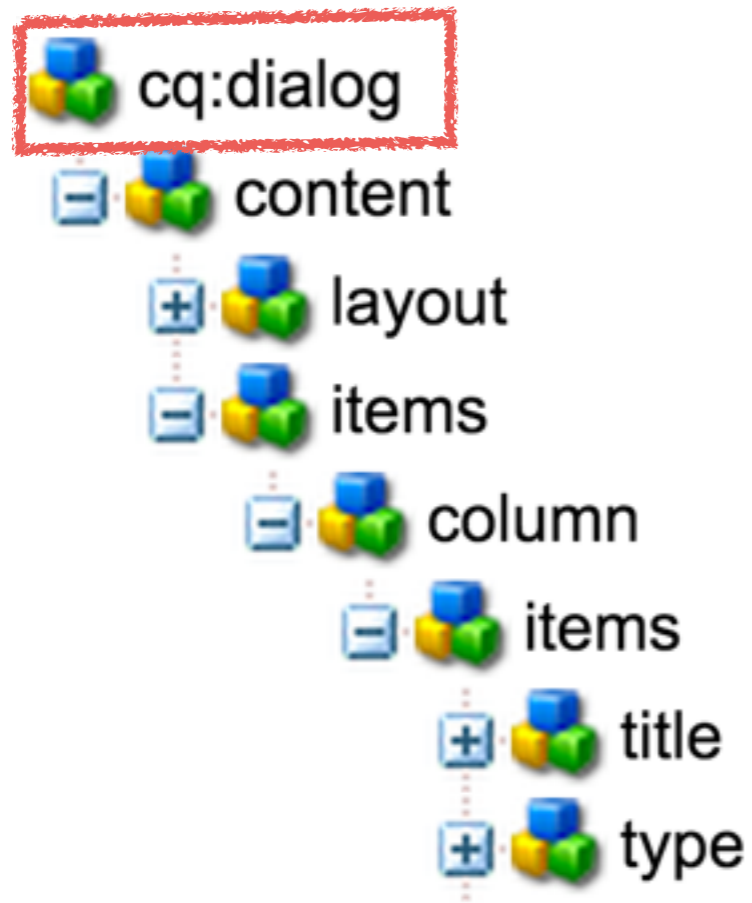 cq:dialog
content
layout
items
column
items
title
type